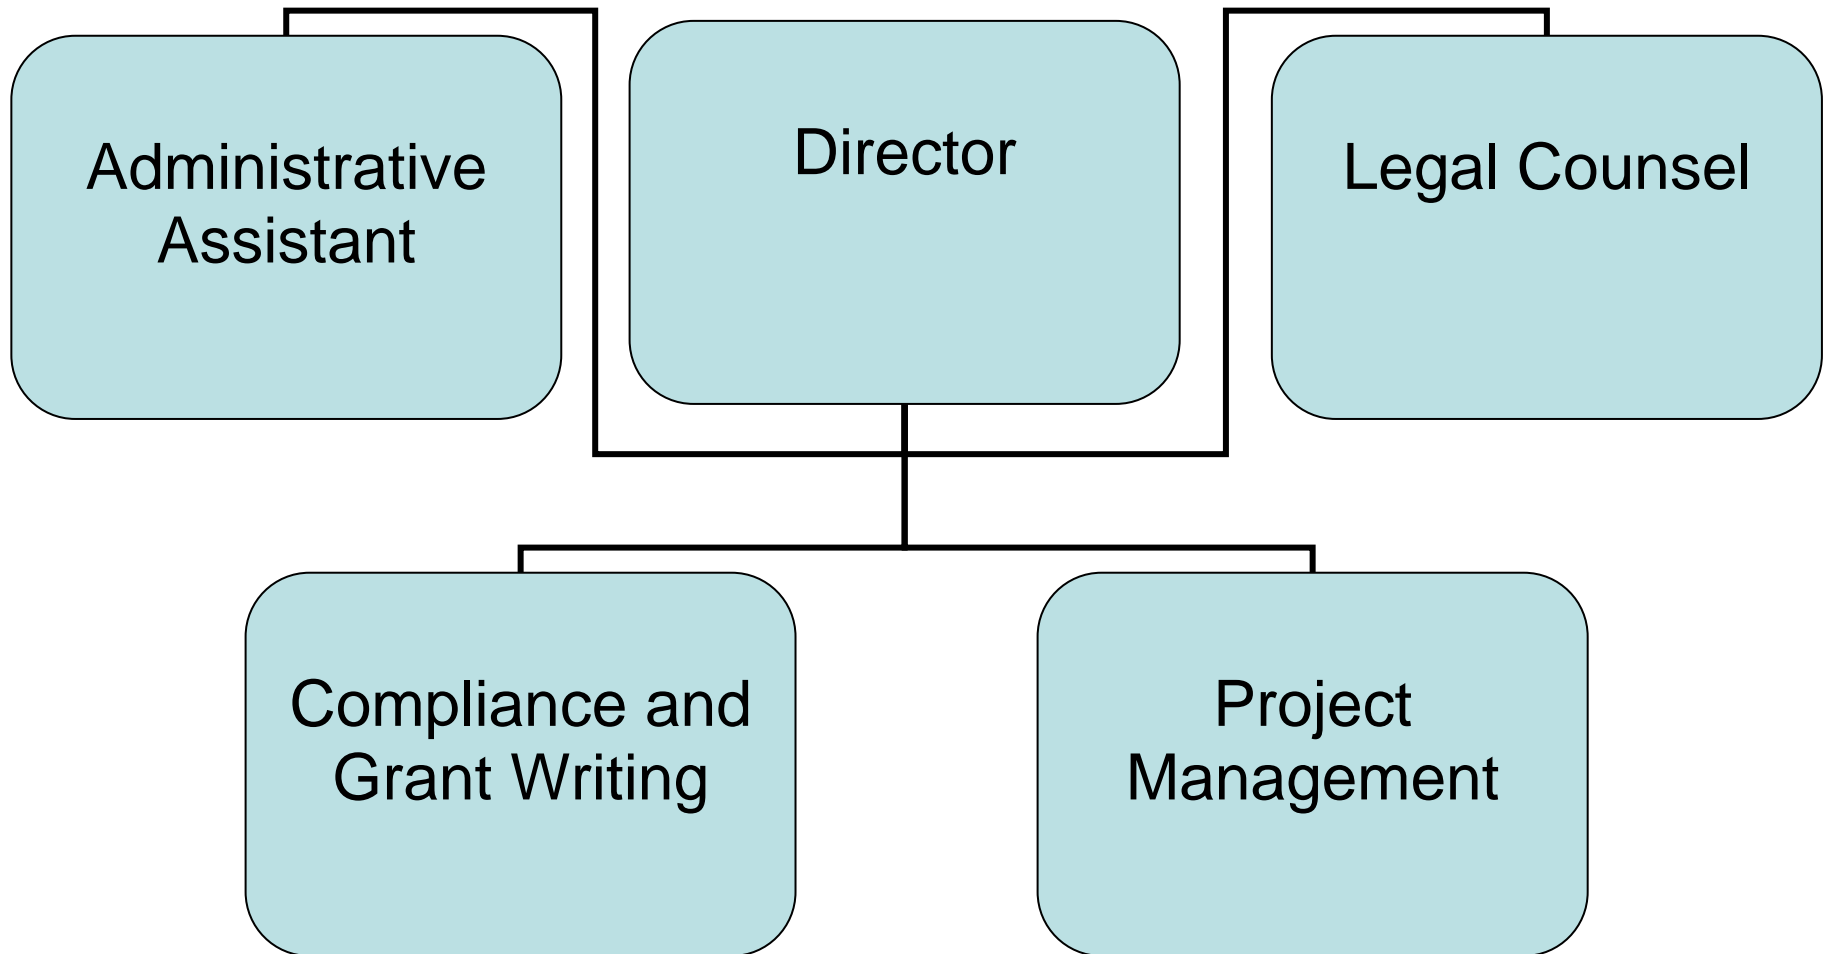 Administrative
Assistant
Director
Legal Counsel
Compliance and
Grant Writing
Project
Management